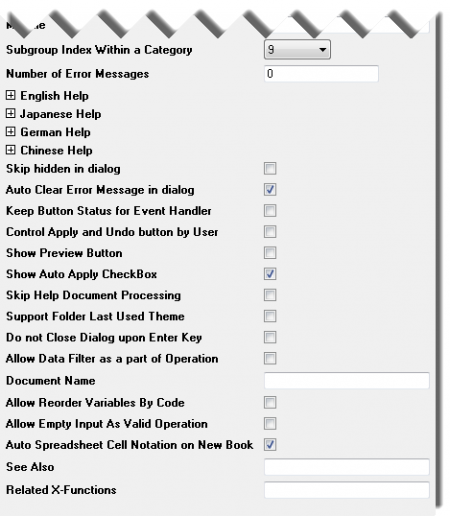 Subgroup Index Within a Category 9
Number of Error Messages 0
English Help
Japanese Help
German Help
Chinese Help
Skip hidden in dialog
Auto Clear Error Message in dialog
Keep Button Status for Event Handler
Control Apply and Undo button by User
Show Preview Button
Show Auto Apply CheckBox
Skip Help Document Processing
Support Folder Last Used Theme
Do not Close Dialog upon Enter Key
Allow Data Filter as a part of Operation
Document Name
Allow Reorder Variables By Code
Allow Empty Input As Valid Operation
Auto Spreadsheet Cell Notation on New Book
See Also
Related X-Functions